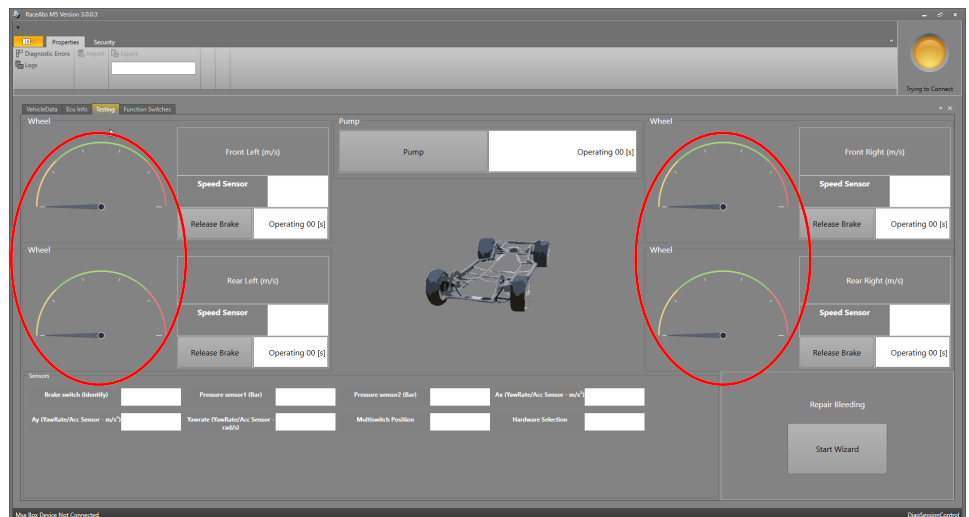 RaceAbs M5 Version 3.0.0.3
Properties Security
Diagnostic Errors Import Export
Logs
Trying to Connect
VehicleData Ecu Info Testing Function Switches
Wheel
Front Left (m/s)
Speed Sensor
Release Brake Operating 00 [s]
Wheel
Rear Left (m/s)
Speed Sensor
Release Brake Operating 00 [s]
Pump
Pump Operating 00 [s]
Wheel
Front Right (m/s)
Speed Sensor
Release Brake Operating 00 [s]
Wheel
Rear Right (m/s)
Speed Sensor
Release Brake Operating 00 [s]
Sensors
Brake switch (Identify) Pressure sensor1 (Bar) Pressure sensor2 (Bar) Ax (YawRate/Acc Sensor - m/s²)
Ay (YawRate/Acc Sensor - m/s²) Yawrate (YawRate/Acc Sensor -
rad/s) Multiswitch Position Hardware Selection
Repair Bleeding
Start Wizard
Msa Box Device Not Connected DiagSessionControl